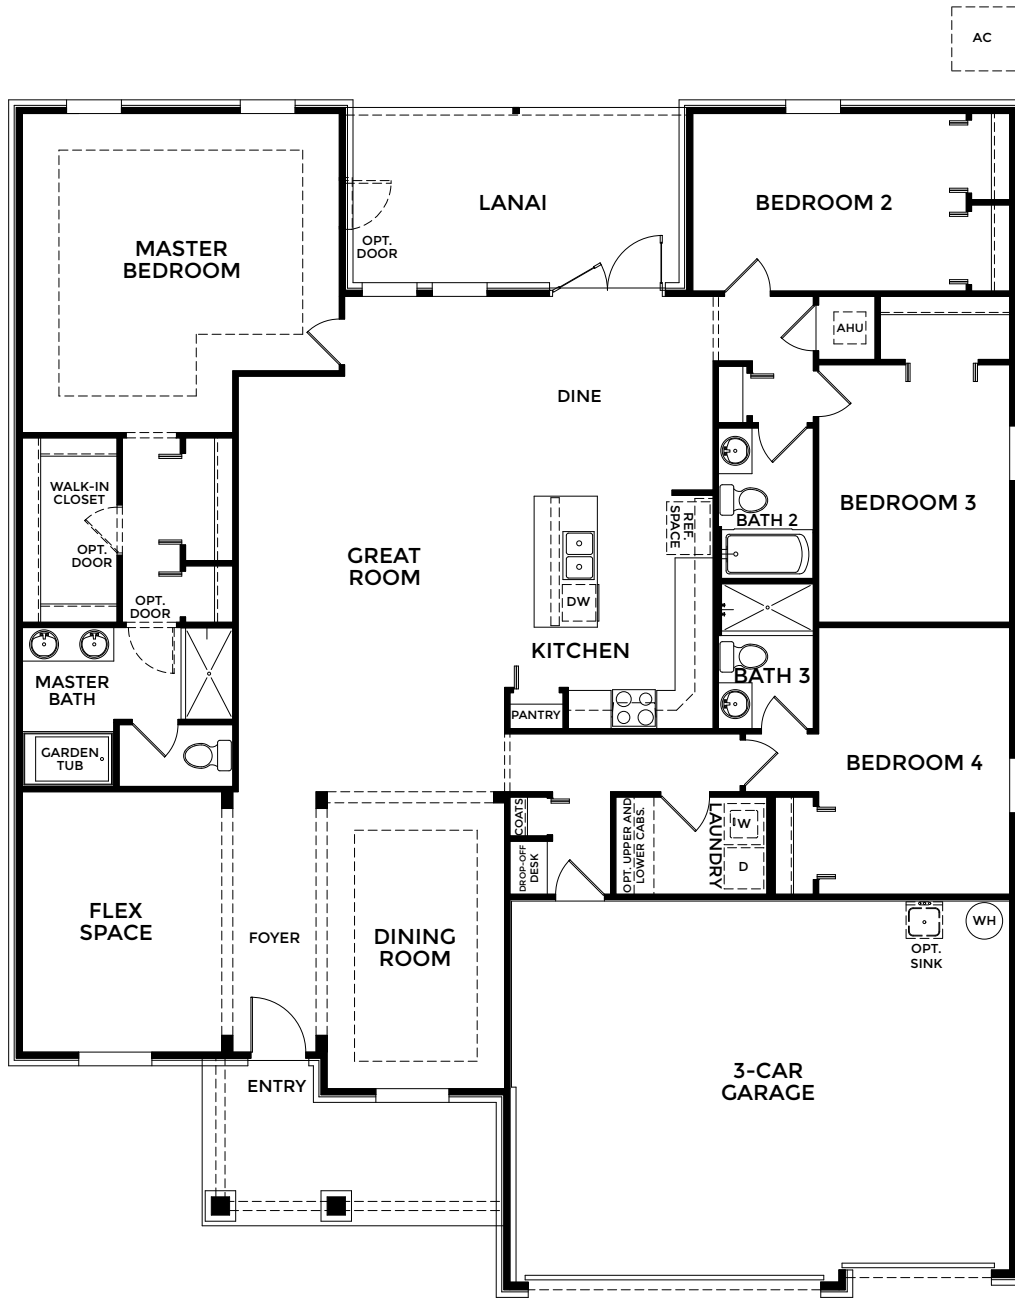 AC
LANAI
BEDROOM 2
OPT.
DOOR
MASTER
BEDROOM
AHU
DINE
WALK-IN
CLOSET
OPT.
DOOR
REF.
SPACE
BEDROOM 3
BATH 2
GREAT
ROOM
DW
OPT.
DOOR
KITCHEN
MASTER
BATH
BATH 3
PANTRY
GARDEN
TUB
BEDROOM 4
COATS
OPT. UPPER AND
LOWER CABS.
LAUNDRY
W
D
DROP-OFF
DESK
FLEX
SPACE
FOYER
DINING
ROOM
WH
OPT.
SINK
ENTRY
3-CAR
GARAGE